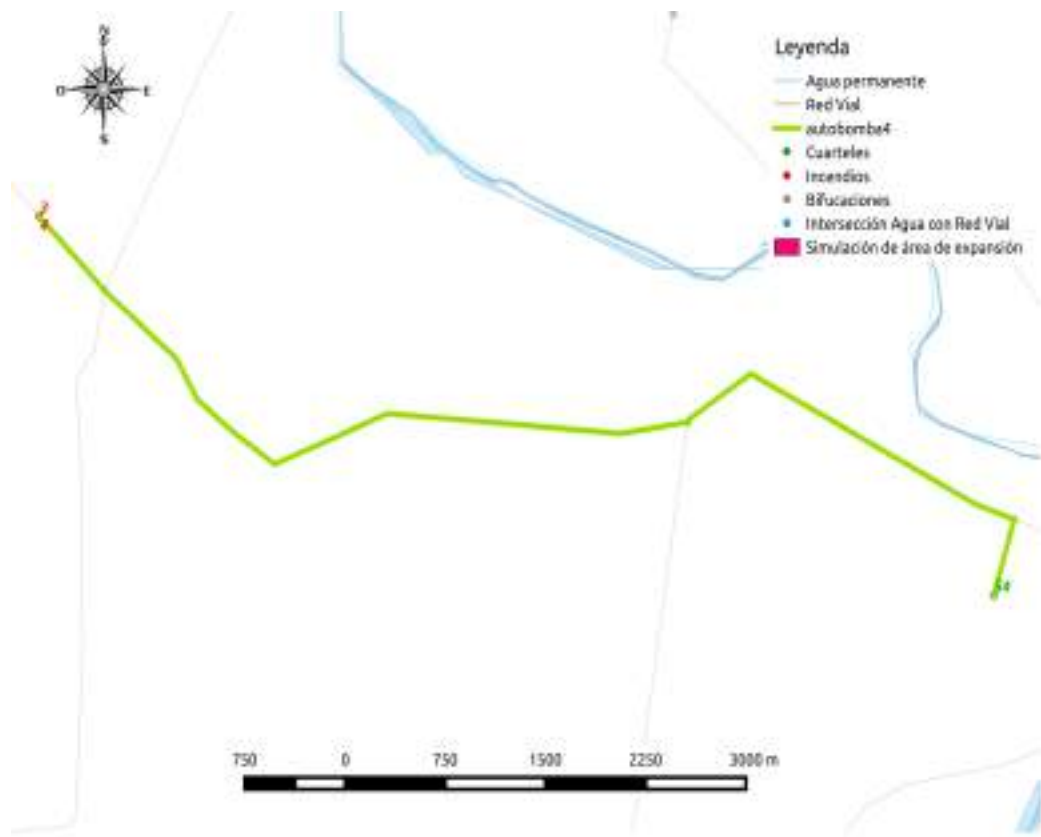 N
O
E
S
Leyenda
Agua permanente
Red Vial
autobomba4
Cuarteles
Incendios
Bifucaciones
Intersección Agua con Red Vial
Simulación de área de expansión
54
750 0 750 1500 2250 3000 m